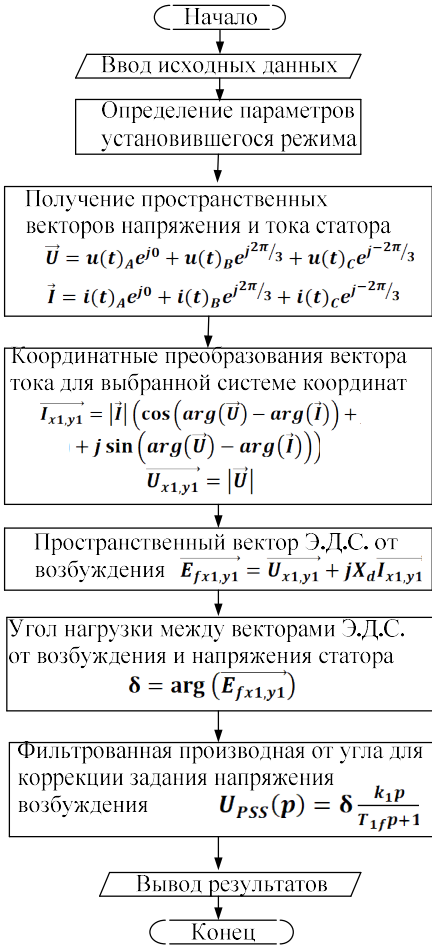 Начало
Ввод исходных данных
Определение параметров
установившегося режима
Получение пространственных
векторов напряжения и тока статора
U⃗ = u(t)_A e^{j0} + u(t)_B e^{j2π/3} + u(t)_C e^{j−2π/3}
I⃗ = i(t)_A e^{j0} + i(t)_B e^{j2π/3} + i(t)_C e^{j−2π/3}
Координатные преобразования вектора
тока для выбранной системе координат
I_{x1,y1}⃗ = |I⃗| (cos(arg(U⃗) − arg(I⃗)) +
+ j sin(arg(U⃗) − arg(I⃗)))
U_{x1,y1}⃗ = |U⃗|
Пространственный вектор Э.Д.С. от
возбуждения E_{fx1,y1}⃗ = U_{x1,y1}⃗ + jX_d I_{x1,y1}⃗
Угол нагрузки между векторами Э.Д.С.
от возбуждения и напряжения статора
δ = arg (E_{fx1,y1}⃗)
Фильтрованная производная от угла для
коррекции задания напряжения
возбуждения U_{PSS}(p) = δ k_1p / T_{1f}p+1
Вывод результатов
Конец